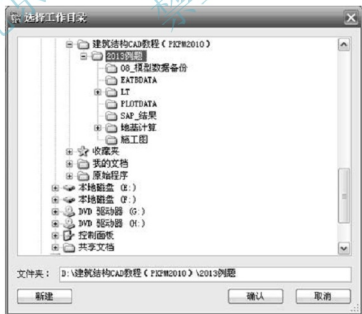 选择工作目录
建筑结构CAD教程(PKPM2010)
2013例题
08_模型数据备份
EATBDATA
LT
PLOTDATA
SAP_结果
地基计算
施工图
收藏夹
我的文档
原始程序
本地磁盘 (E:)
本地磁盘 (F:)
DVD 驱动器 (G:)
DVD 驱动器 (H:)
控制面板
共享文档
文件夹: D:\建筑结构CAD教程(PKPM2010)\2013例题
新建 确认 取消